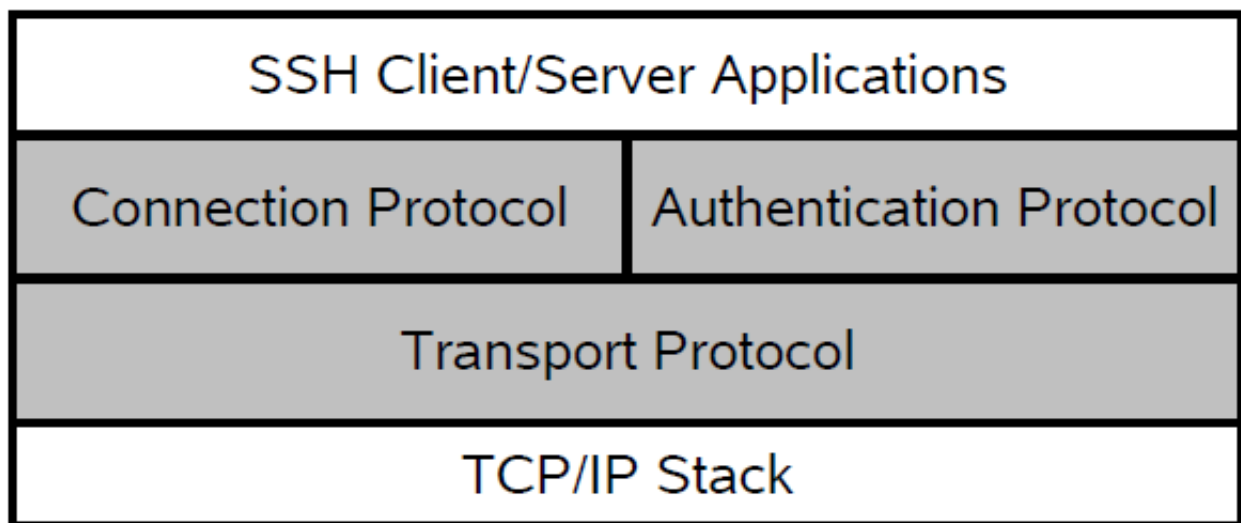 SSH Client/Server Applications
Connection Protocol
Authentication Protocol
Transport Protocol
TCP/IP Stack